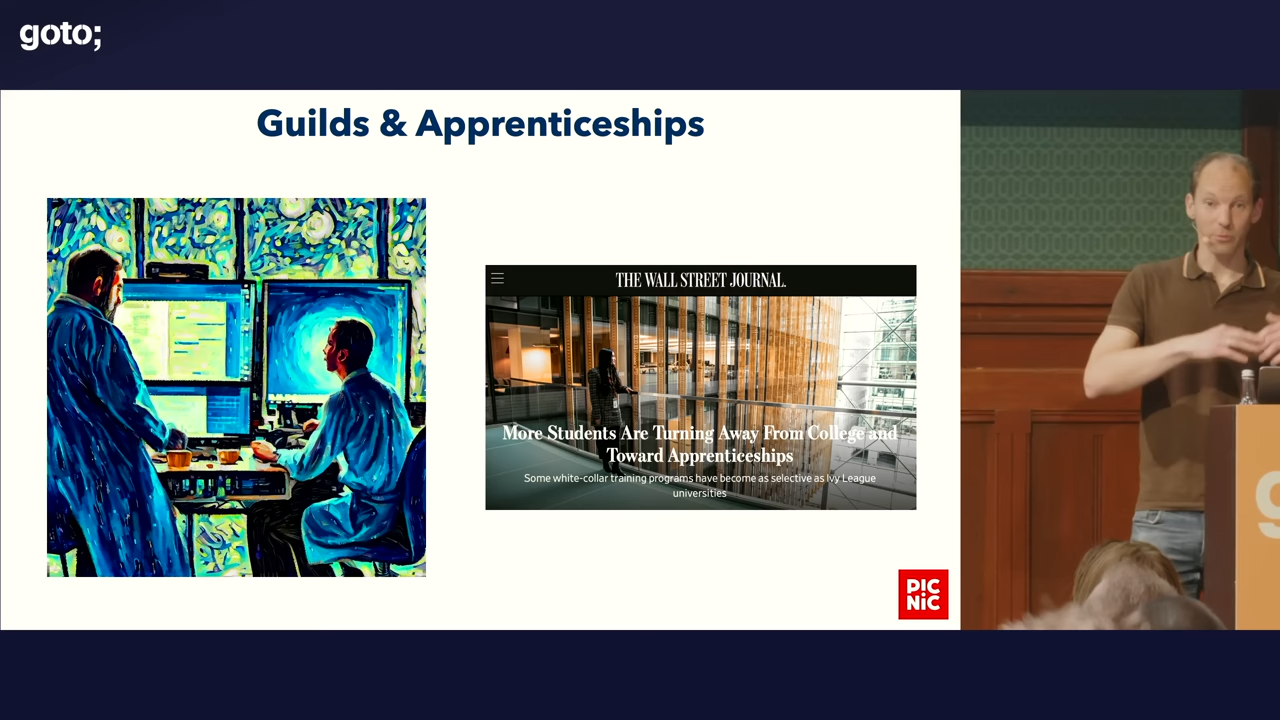 goto;
Guilds & Apprenticeships
THE WALL STREET JOURNAL.
More Students Are Turning Away From College and
Toward Apprenticeships
Some white-collar training programs have become as selective as Ivy League
universities
PiC
NiC
g